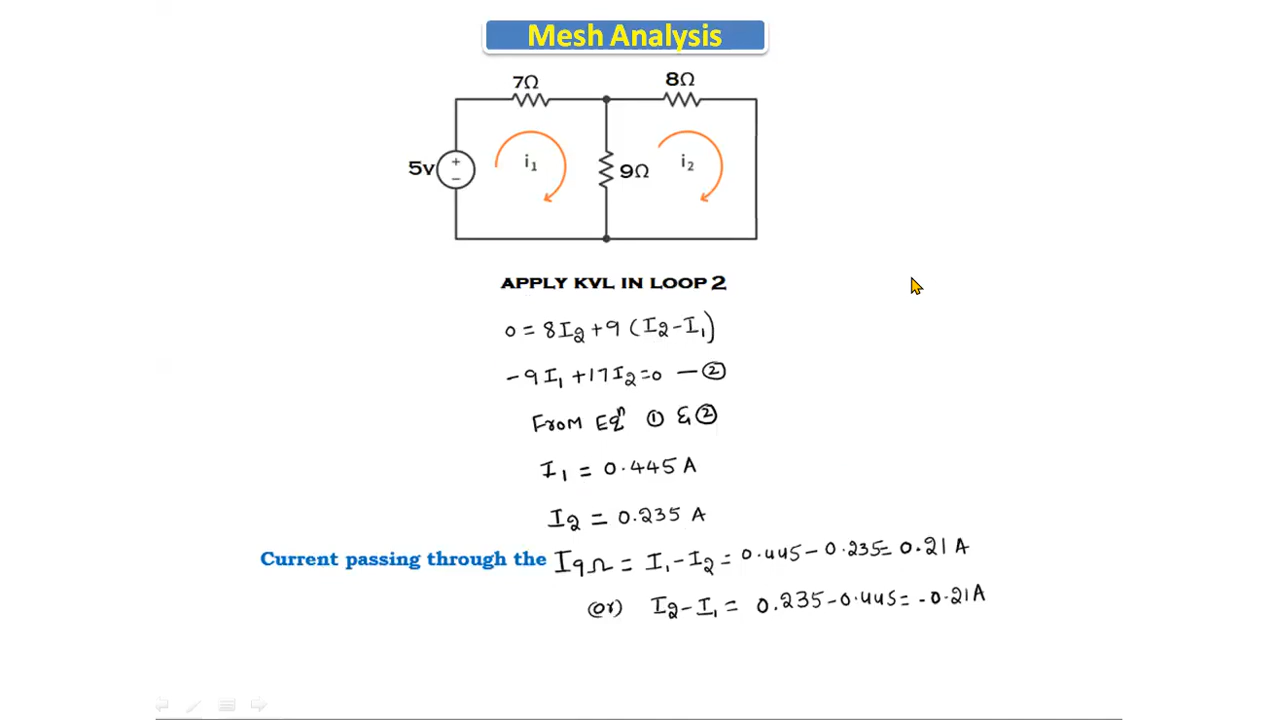 Mesh Analysis
7Ω 8Ω
5v + − i₁ 9Ω i₂
APPLY KVL IN LOOP 2
0 = 8I₂ + 9 (I₂ − I₁)
−9I₁ + 17I₂ = 0 — ②
From Eqⁿ ① & ②
I₁ = 0.445 A
I₂ = 0.235 A
Current passing through the I₉Ω = I₁ − I₂ = 0.445 − 0.235 = 0.21 A
(or) I₂ − I₁ = 0.235 − 0.445 = −0.21 A